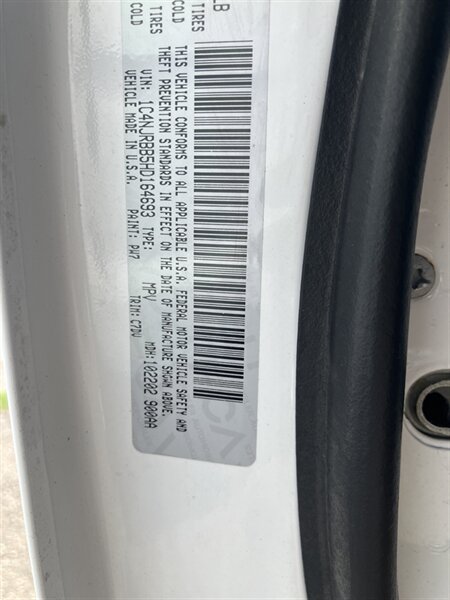 LB
TIRES COLD
TIRES COLD
THIS VEHICLE CONFORMS TO ALL APPLICABLE U.S.A. FEDERAL MOTOR VEHICLE SAFETY AND
THEFT PREVENTION STANDARDS IN EFFECT ON THE DATE OF MANUFACTURE SHOWN ABOVE.
VIN: 1C4NJRBB5HD164693 TYPE: MPV MDH: 102202 900AA
VEHICLE MADE IN U.S.A. PAINT: PW7 TRIM: C7DV